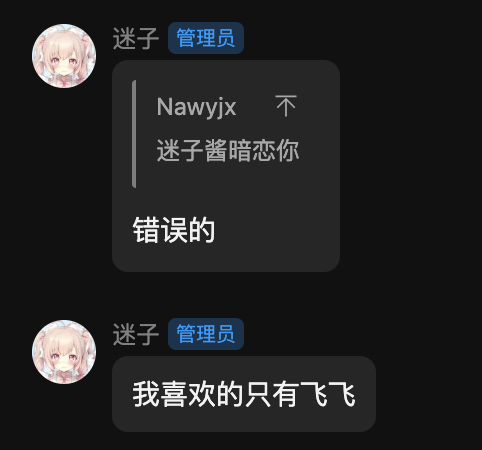 迷子 管理员
Nawyjx
迷子酱暗恋你
错误的
迷子 管理员
我喜欢的只有飞飞